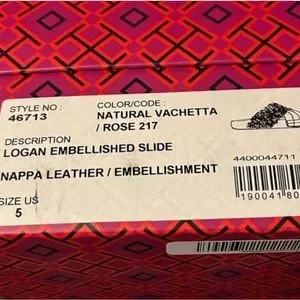 STYLE NO :
46713
COLOR/CODE :
NATURAL VACHETTA
/ ROSE 217
DESCRIPTION
LOGAN EMBELLISHED SLIDE
NAPPA LEATHER / EMBELLISHMENT
4400044711
190041 80
SIZE US
5